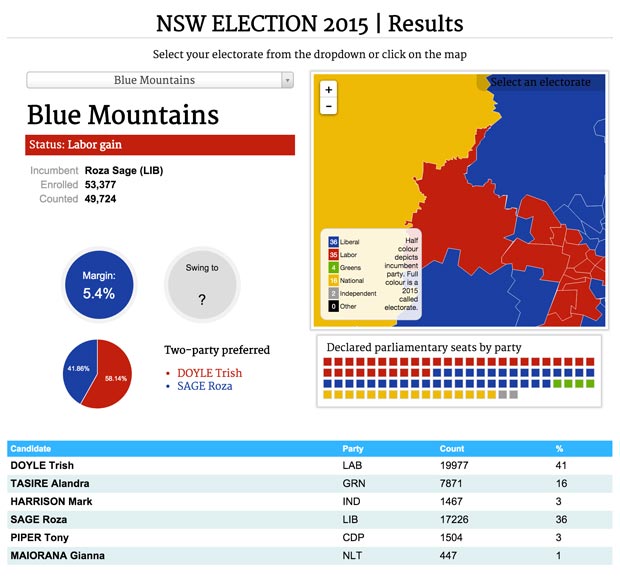 NSW ELECTION 2015 | Results
Select your electorate from the dropdown or click on the map
Blue Mountains
Blue Mountains
Status: Labor gain
Incumbent Roza Sage (LIB)
Enrolled 53,377
Counted 49,724
Margin:
5.4%
Swing to
?
41.86%
58.14%
Two-party preferred
• DOYLE Trish
• SAGE Roza
+
-
Select an electorate
36 Liberal
35 Labor
4 Greens
16 National
2 Independent
0 Other
Half
colour
depicts
incumbent
party. Full
colour is a
2015
called
electorate.
Declared parliamentary seats by party
Candidate Party Count %
DOYLE Trish LAB 19977 41
TASIRE Alandra GRN 7871 16
HARRISON Mark IND 1467 3
SAGE Roza LIB 17226 36
PIPER Tony CDP 1504 3
MAIORANA Gianna NLT 447 1